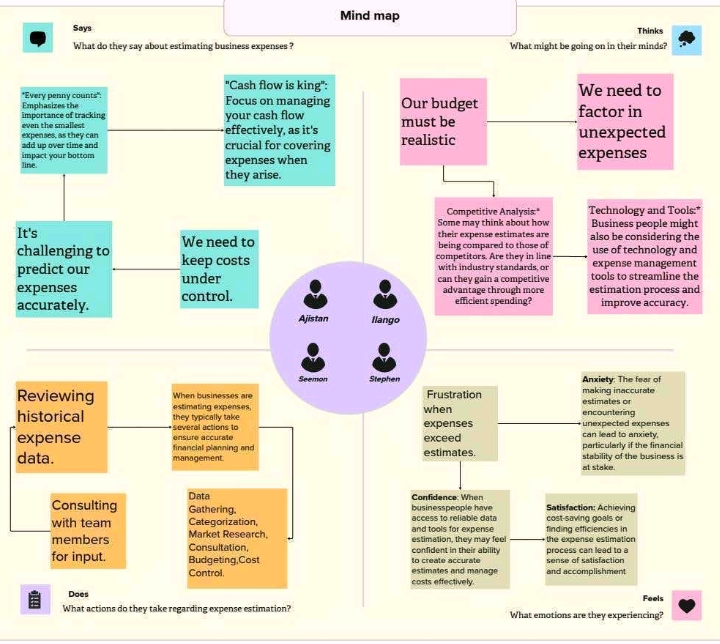 Mind map
Says
What do they say about estimating business expenses ?
Thinks
What might be going on in their minds?
"Every penny counts":
Emphasizes the
importance of tracking
even the smallest
expenses, as they can
add up over time and
impact your bottom
line.
"Cash flow is king":
Focus on managing
your cash flow
effectively, as it's
crucial for covering
expenses when
they arise.
It's
challenging to
predict our
expenses
accurately.
We need to
keep costs
under
control.
Our budget
must be
realistic
We need to
factor in
unexpected
expenses
Competitive Analysis:*
Some may think about how
their expense estimates are
being compared to those of
competitors. Are they in line
with industry standards, or
can they gain a competitive
advantage through more
efficient spending?
Technology and Tools:*
Business people might
also be considering the
use of technology and
expense management
tools to streamline the
estimation process and
improve accuracy.
Ajistan
Ilango
Seemon
Stephen
Reviewing
historical
expense
data.
When businesses are
estimating expenses,
they typically take
several actions to
ensure accurate
financial planning and
management.
Consulting
with team
members
for input.
Data
Gathering,
Categorization,
Market Research,
Consultation,
Budgeting,Cost
Control.
Frustration
when
expenses
exceed
estimates.
Anxiety: The fear of
making inaccurate
estimates or
encountering
unexpected expenses
can lead to anxiety,
particularly if the financial
stability of the business is
at stake.
Confidence: When
businesspeople have
access to reliable data
and tools for expense
estimation, they may feel
confident in their ability
to create accurate
estimates and manage
costs effectively.
Satisfaction: Achieving
cost-saving goals or
finding efficiencies in
the expense estimation
process can lead to a
sense of satisfaction
and accomplishment
Does
What actions do they take regarding expense estimation?
Feels
What emotions are they experiencing?